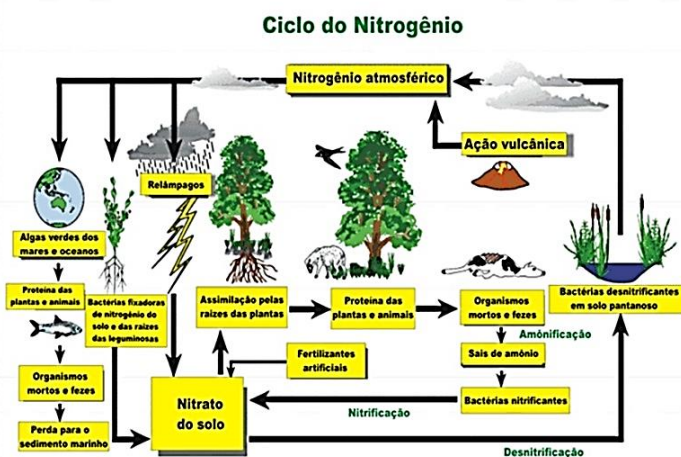 Ciclo do Nitrogênio
Nitrogênio atmosférico
Ação vulcânica
Relâmpagos
Algas verdes dos
mares e oceanos
Proteína das
plantas e animais
Organismos
mortos e fezes
Perda para o
sedimento marinho
Bactérias fixadoras
de nitrogênio do
solo e das raízes
das leguminosas
Assimilação pelas
raízes das plantas
Proteína das
plantas e animais
Organismos
mortos e fezes
Bactérias desnitrificantes
em solo pantanoso
Amônificação
Fertilizantes
artificiais
Sais de amônio
Nitrato
do solo
Bactérias nitrificantes
Nitrificação
Desnitrificação